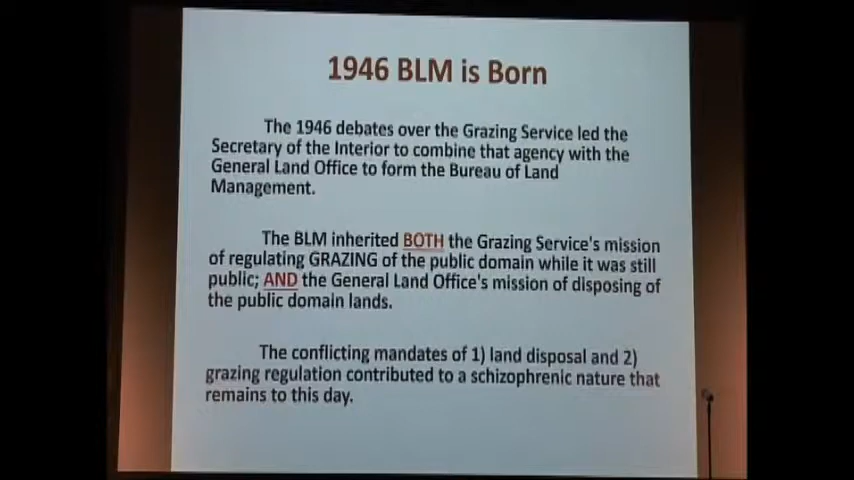 1946 BLM is Born
The 1946 debates over the Grazing Service led the
Secretary of the Interior to combine that agency with the
General Land Office to form the Bureau of Land
Management.
The BLM inherited BOTH the Grazing Service's mission
of regulating GRAZING of the public domain while it was still
public; AND the General Land Office's mission of disposing of
the public domain lands.
The conflicting mandates of 1) land disposal and 2)
grazing regulation contributed to a schizophrenic nature that
remains to this day.